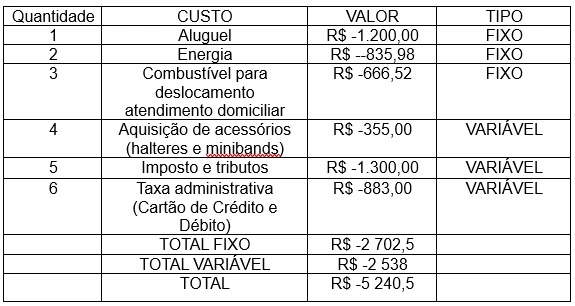 Quantidade CUSTO VALOR TIPO
1 Aluguel R$ -1.200,00 FIXO
2 Energia R$ --835,98 FIXO
3 Combustível para R$ -666,52 FIXO
deslocamento
atendimento domiciliar
4 Aquisição de acessórios R$ -355,00 VARIÁVEL
(halteres e minibands)
5 Imposto e tributos R$ -1.300,00 VARIÁVEL
6 Taxa administrativa R$ -883,00 VARIÁVEL
(Cartão de Crédito e
Débito)
TOTAL FIXO R$ -2 702,5
TOTAL VARIÁVEL R$ -2 538
TOTAL R$ -5 240,5